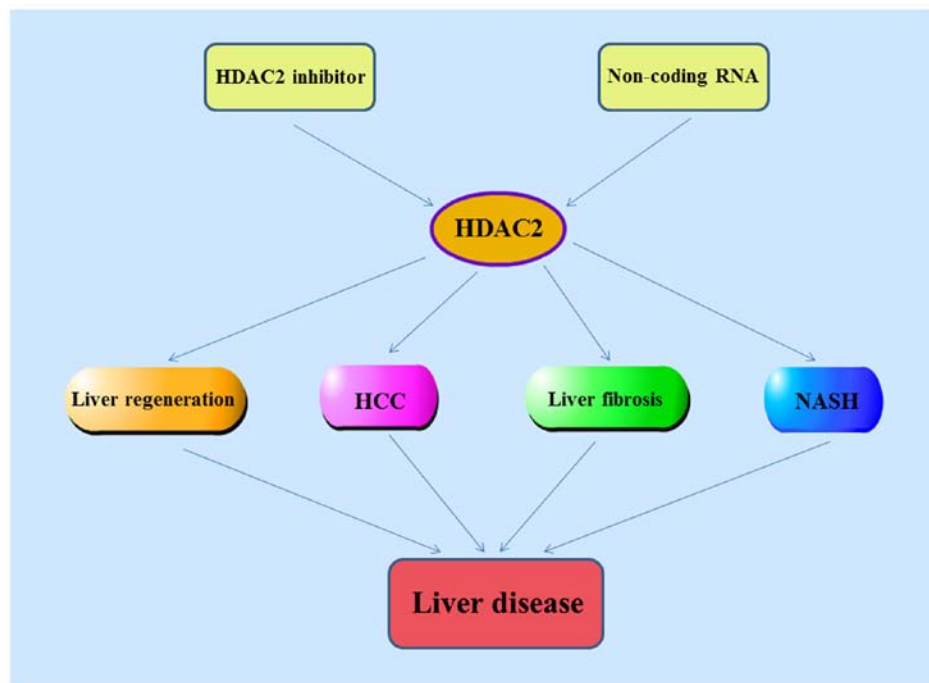 HDAC2 inhibitor
Non-coding RNA
HDAC2
Liver regeneration
HCC
Liver fibrosis
NASH
Liver disease